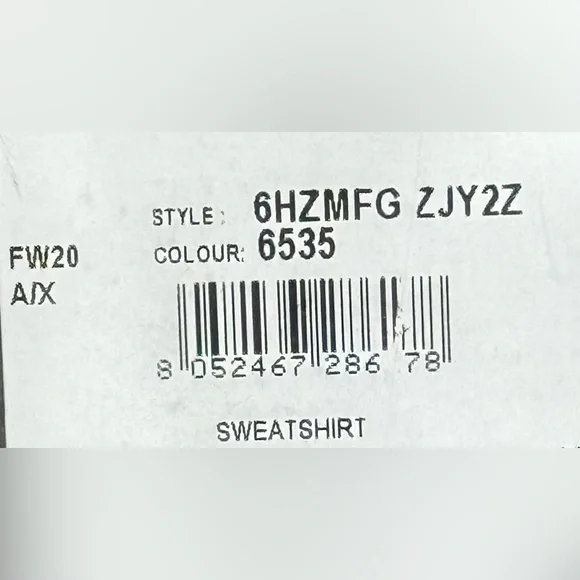 STYLE: 6HZMFG ZJY2Z
COLOUR: 6535
FW20
A/X
8 052467 286 78
SWEATSHIRT